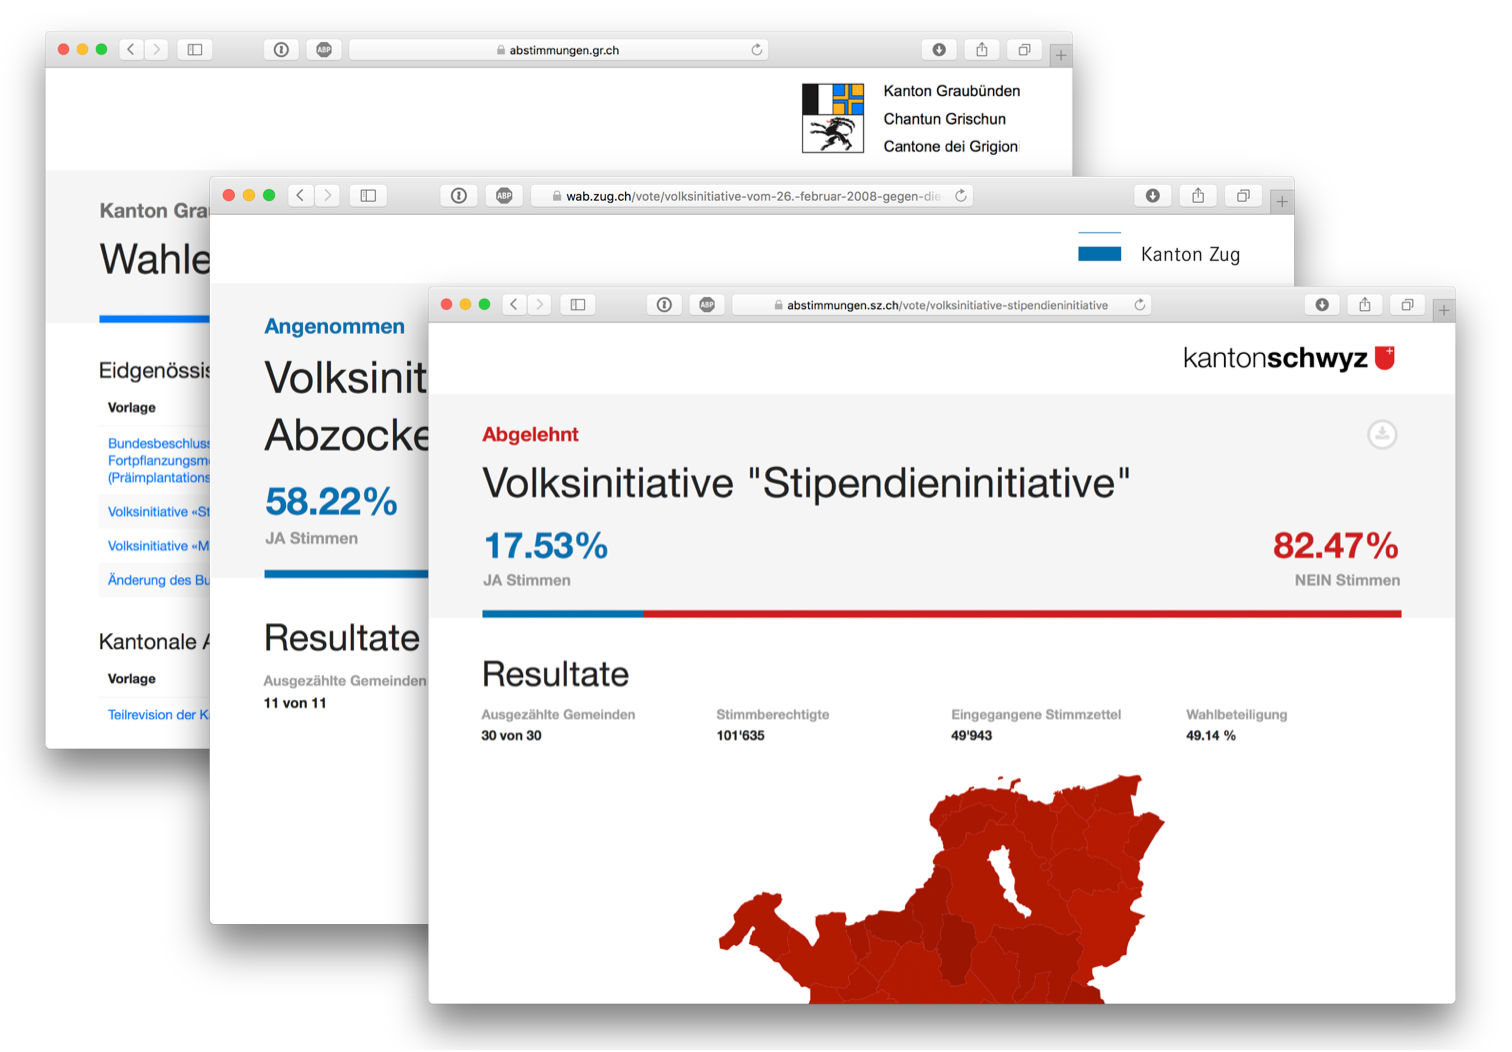 abstimmungen.gr.ch
Kanton Graubünden
Chantun Grischun
Cantone dei Grigion
Kanton Gra
Wahle
Eidgenössis
Vorlage
Bundesbeschluss
Fortpflanzungsm
(Präimplantations
Volksinitiative «St
Volksinitiative «M
Änderung des Bu
Kantonale A
Vorlage
Teilrevision der K
ABP
wab.zug.ch/vote/volksinitiative-vom-26.-februar-2008-gegen-die
ABP
Kanton Zug
Angenommen
Volksinit
Abzocke
58.22%
JA Stimmen
Resultate
Ausgezählte Gemeinden
11 von 11
abstimmungen.sz.ch/vote/volksinitiative-stipendieninitiative
ABP
kantonschwyz
Abgelehnt
Volksinitiative "Stipendieninitiative"
17.53% 82.47%
JA Stimmen NEIN Stimmen
Resultate
Ausgezählte Gemeinden Stimmberechtigte Eingegangene Stimmzettel Wahlbeteiligung
30 von 30 101'635 49'943 49.14 %